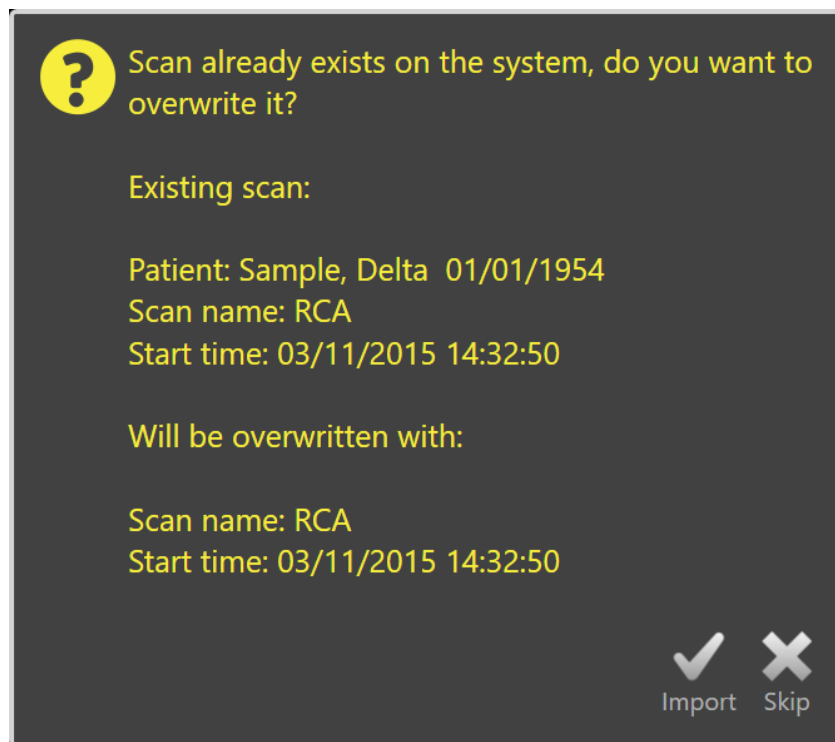 Scan already exists on the system, do you want to
overwrite it?
Existing scan:
Patient: Sample, Delta 01/01/1954
Scan name: RCA
Start time: 03/11/2015 14:32:50
Will be overwritten with:
Scan name: RCA
Start time: 03/11/2015 14:32:50
Import Skip